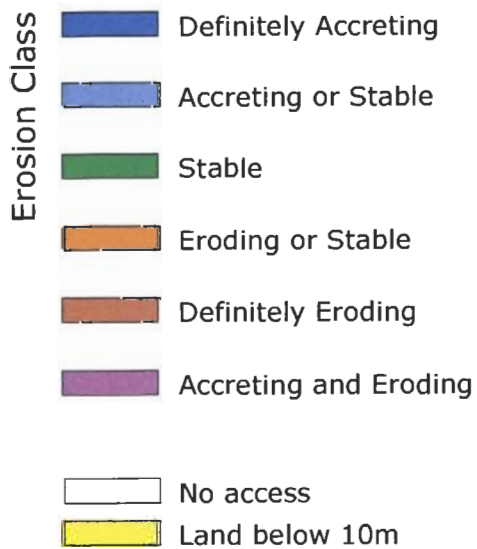 Erosion Class
Definitely Accreting
Accreting or Stable
Stable
Eroding or Stable
Definitely Eroding
Accreting and Eroding
No access
Land below 10m